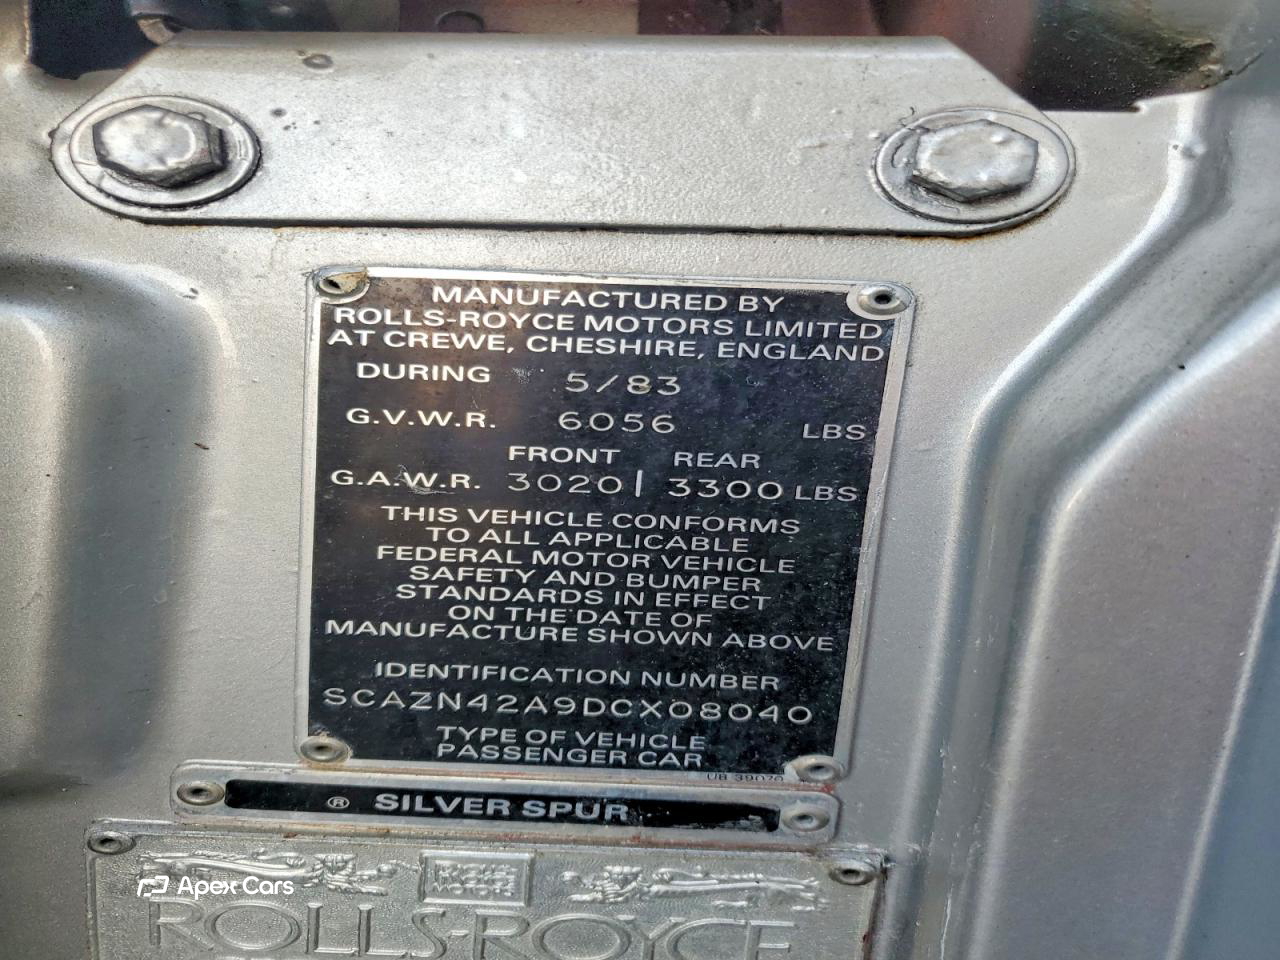 MANUFACTURED BY
ROLLS-ROYCE MOTORS LIMITED
AT CREWE, CHESHIRE, ENGLAND
DURING 5/83
G.V.W.R. 6056 LBS
FRONT REAR
G.A.W.R. 3020 | 3300 LBS
THIS VEHICLE CONFORMS
TO ALL APPLICABLE
FEDERAL MOTOR VEHICLE
SAFETY AND BUMPER
STANDARDS IN EFFECT
ON THE DATE OF
MANUFACTURE SHOWN ABOVE
IDENTIFICATION NUMBER
SCAZN42A9DCX08040
TYPE OF VEHICLE
PASSENGER CAR
UB 39070
® SILVER SPUR
Apex Cars
ROLLS-ROYCE